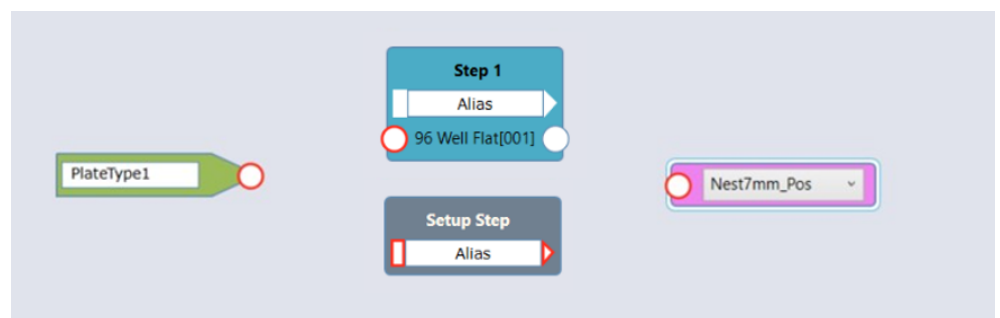 PlateType1
Step 1
Alias
96 Well Flat[001]
Setup Step
Alias
Nest7mm_Pos